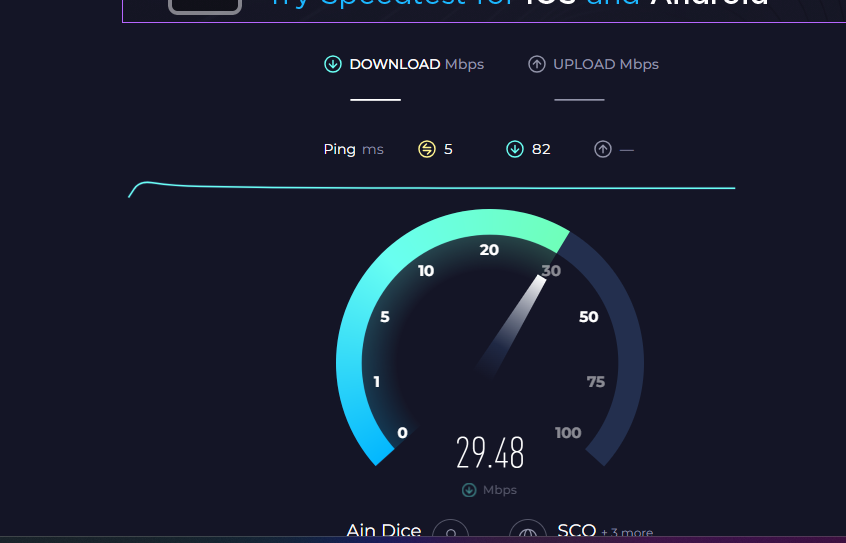 Try Speedtest for iOS and Android
DOWNLOAD Mbps
UPLOAD Mbps
Ping ms 5 82 —
20
10
30
5
50
1
75
0
100
29.48
Mbps
Ain Dice
SCO + 3 more